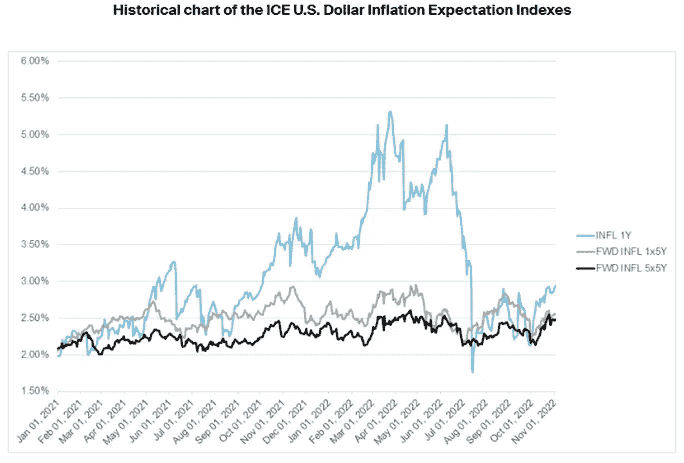 Historical chart of the ICE U.S. Dollar Inflation Expectation Indexes
6.00%
5.50%
5.00%
4.50%
4.00%
3.50%
3.00%
2.50%
2.00%
1.50%
INFL 1Y
FWD INFL 1x5Y
FWD INFL 5x5Y
Jan 01, 2021
Feb 01, 2021
Mar 01, 2021
Apr 01, 2021
May 01, 2021
Jun 01, 2021
Jul 01, 2021
Aug 01, 2021
Sep 01, 2021
Oct 01, 2021
Nov 01, 2021
Dec 01, 2021
Jan 01, 2022
Feb 01, 2022
Mar 01, 2022
Apr 01, 2022
May 01, 2022
Jun 01, 2022
Jul 01, 2022
Aug 01, 2022
Sep 01, 2022
Oct 01, 2022
Nov 01, 2022